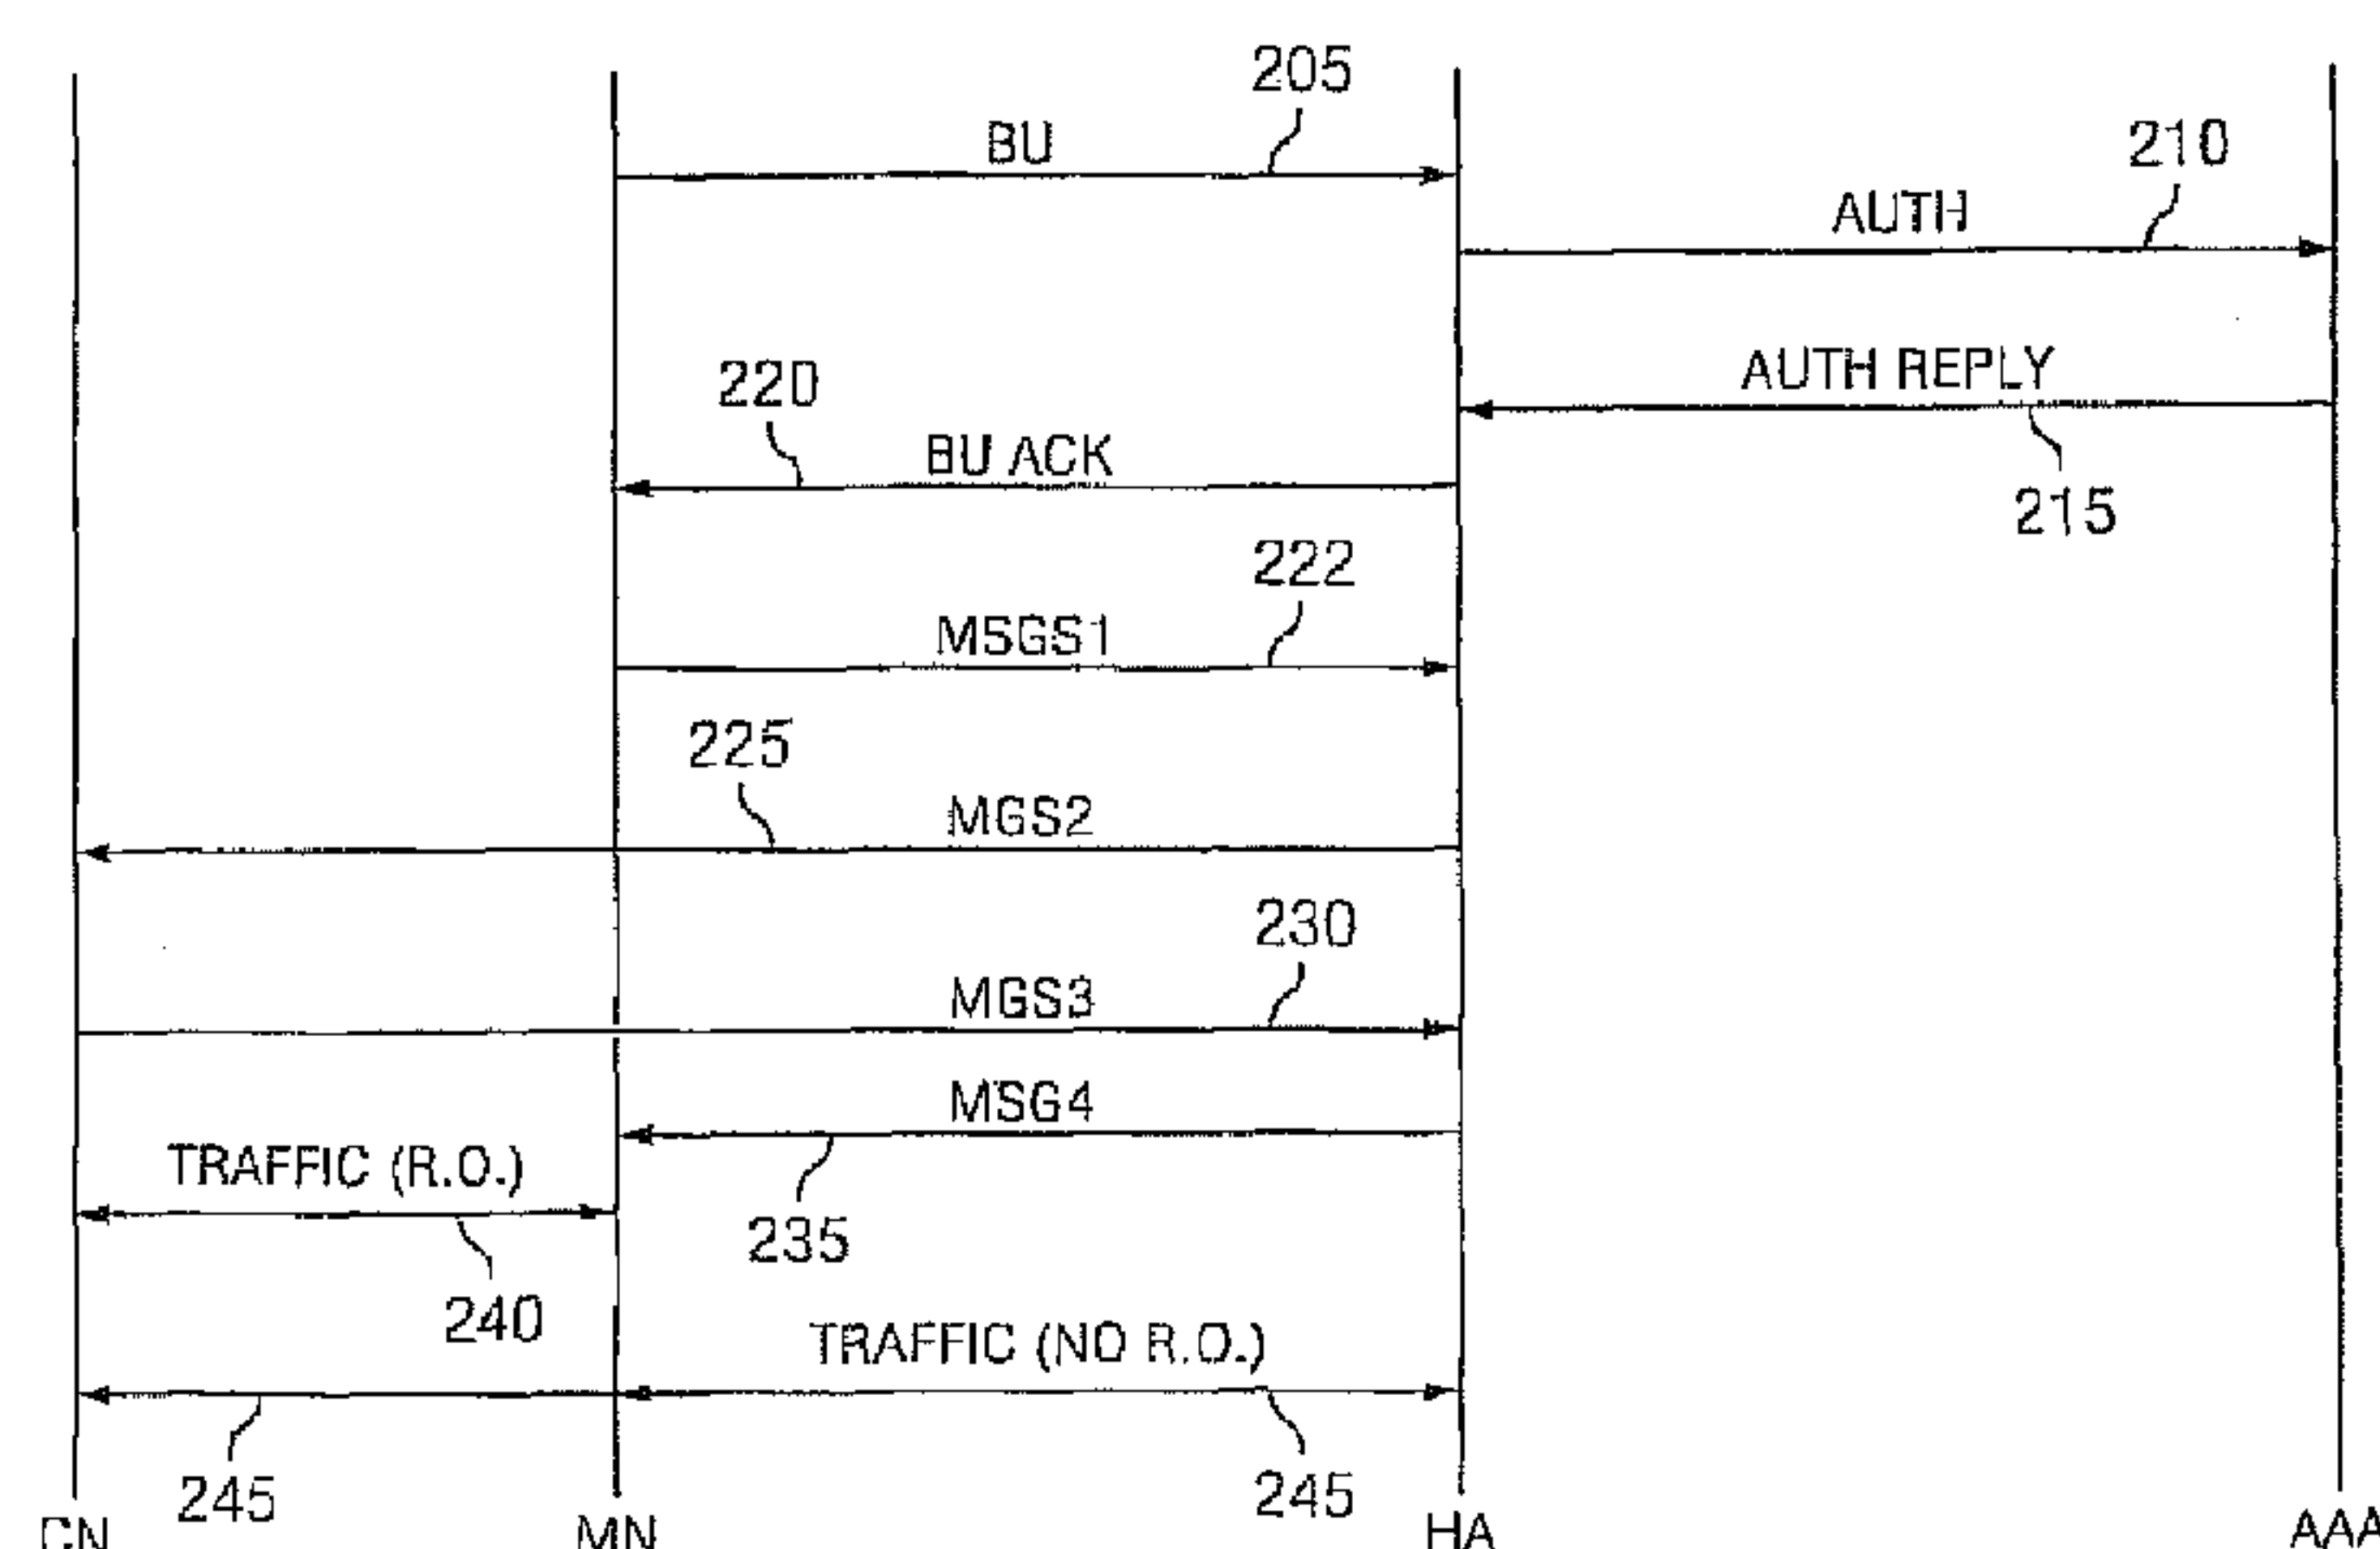 205
BU
210
AUTH
AUTH REPLY
220
BU ACK
215
222
MSGS1
225
MGS2
230
MGS3
MSG4
TRAFFIC (R.O.)
235
240
TRAFFIC (NO R.O.)
245
245
CN
MN
HA
AAA